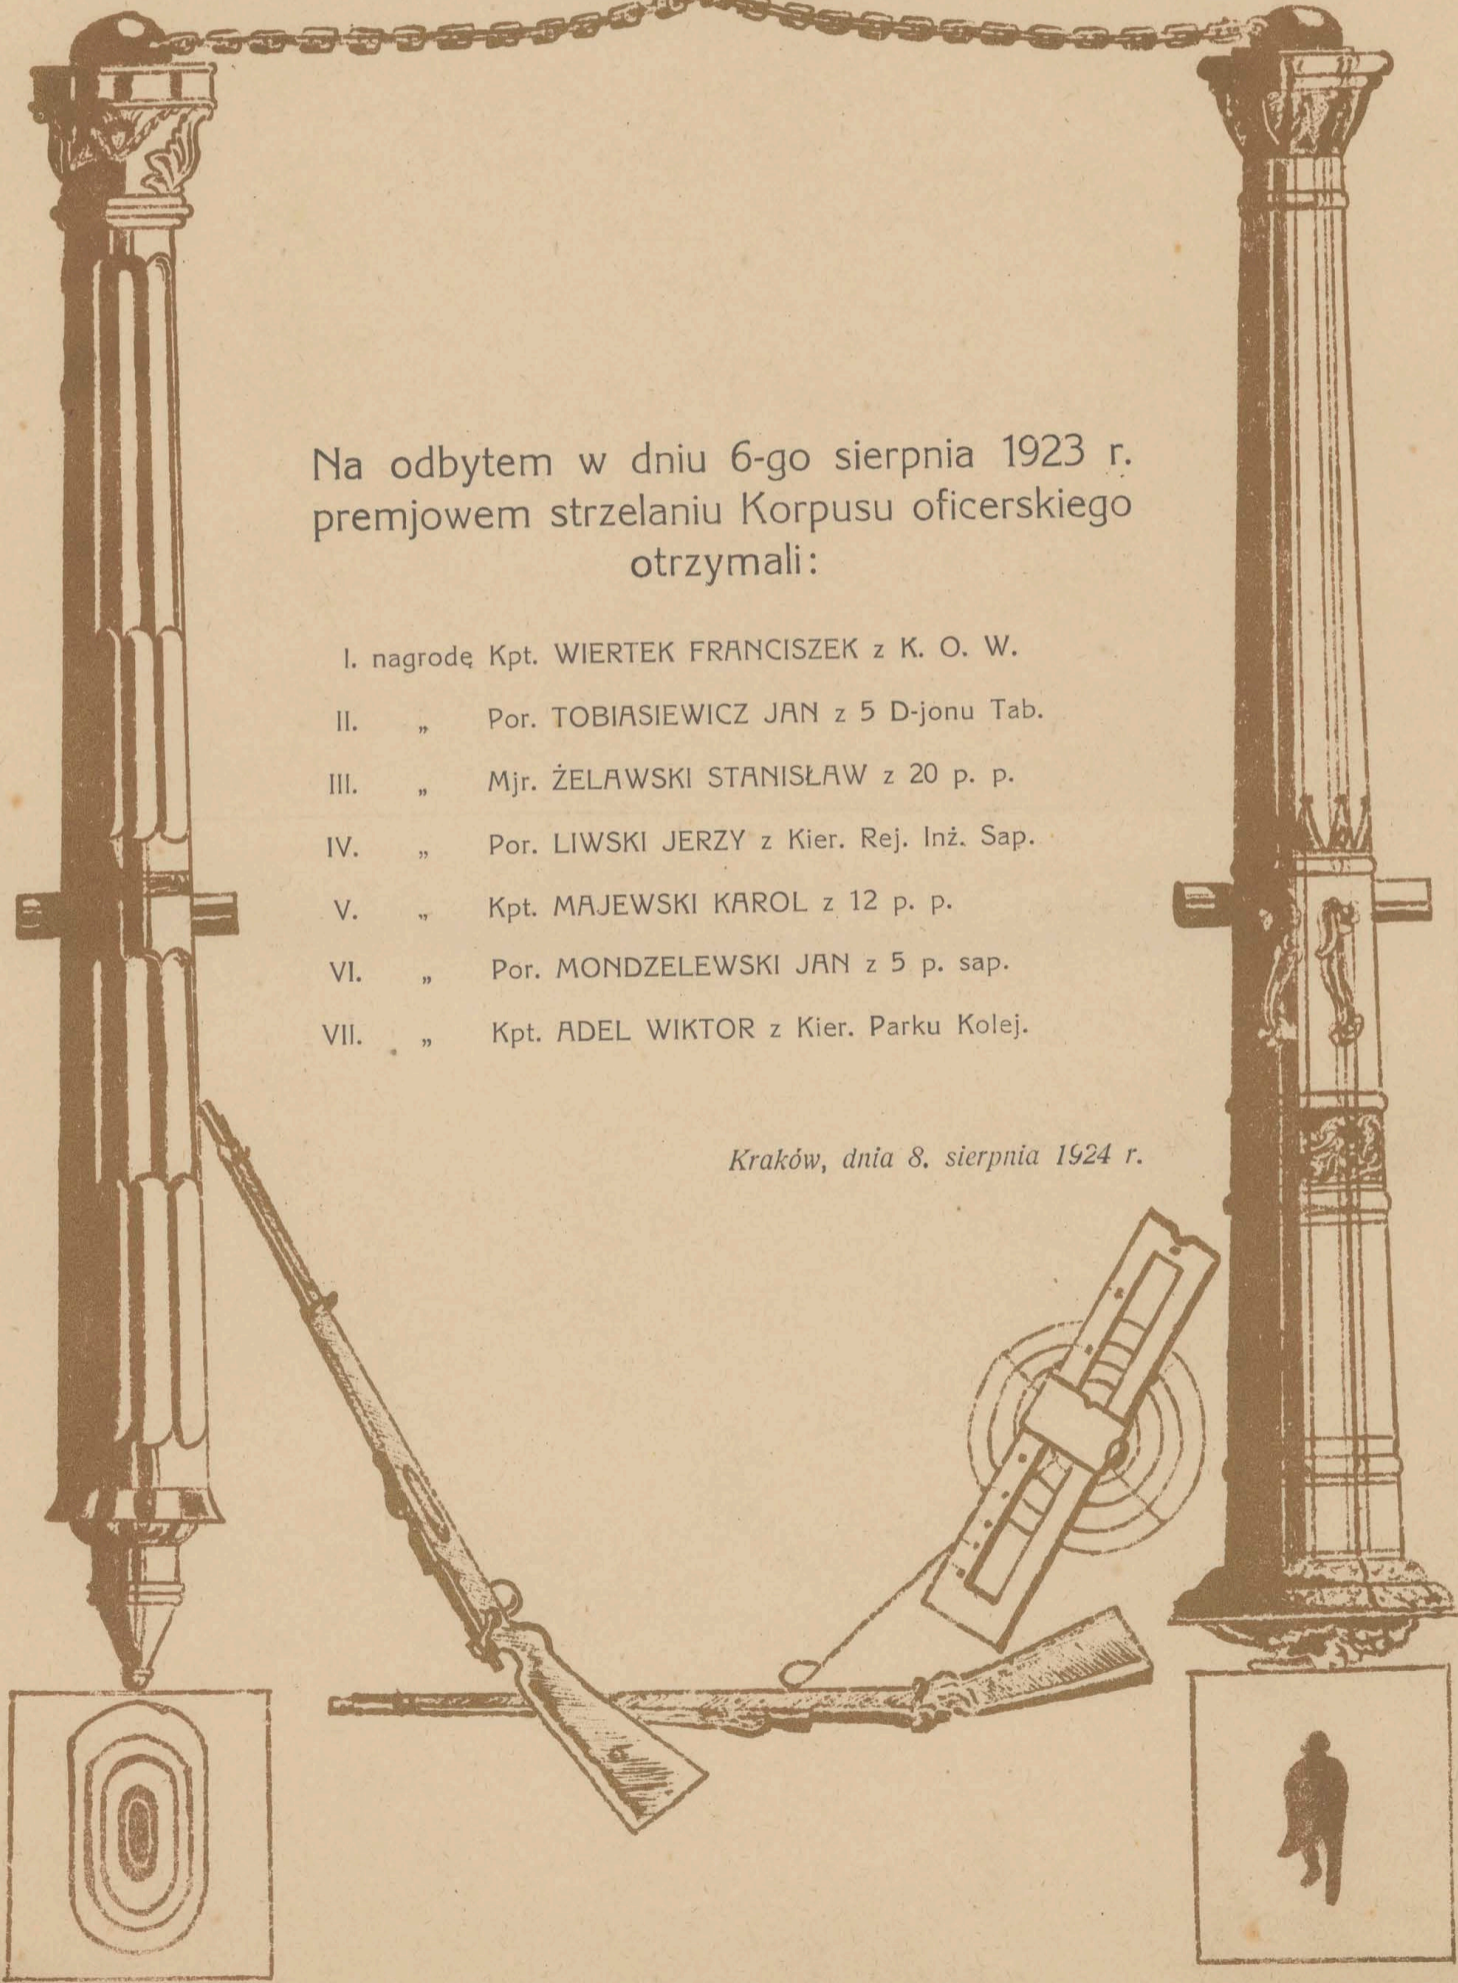 Na odbytem w dniu 6-go sierpnia 1923 r.
premjowem strzelaniu Korpusu oficerskiego
otrzymali:
I. nagrodę Kpt. WIERTEK FRANCISZEK z K. O. W.
II. „ Por. TOBIASIEWICZ JAN z 5 D-jonu Tab.
III. „ Mjr. ŻELAWSKI STANISŁAW z 20 p. p.
IV. „ Por. LIWSKI JERZY z Kier. Rej. Inż. Sap.
V. „ Kpt. MAJEWSKI KAROL z 12 p. p.
VI. „ Por. MONDZELEWSKI JAN z 5 p. sap.
VII. „ Kpt. ADEL WIKTOR z Kier. Parku Kolej.
Kraków, dnia 8. sierpnia 1924 r.